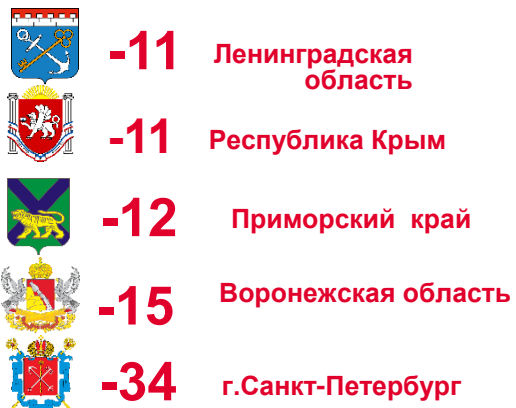 -11 Ленинградская
область
-11 Республика Крым
-12 Приморский край
-15 Воронежская область
-34 г.Санкт-Петербург